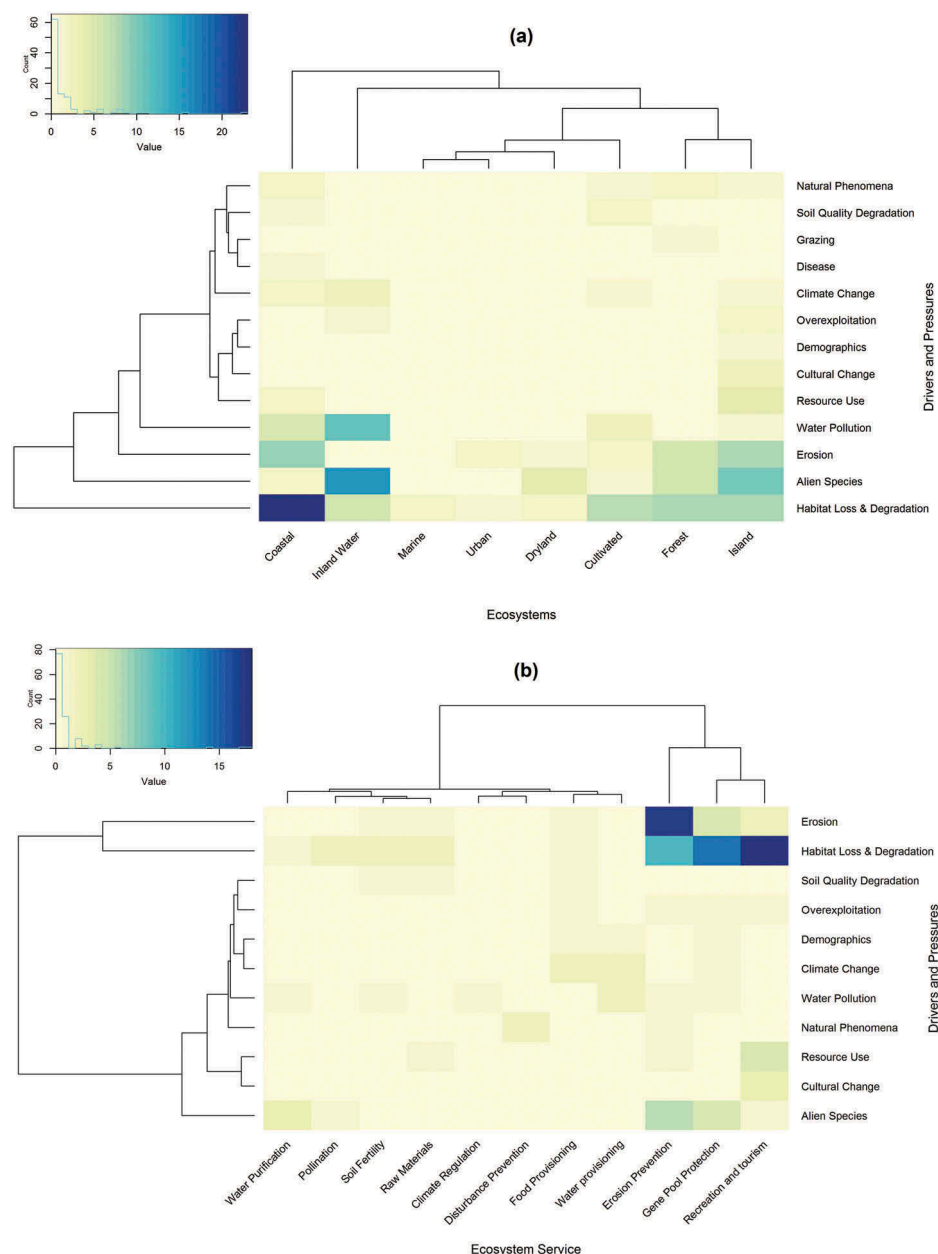 (a)
60
40
20
0
Count
0 5 10 15 20
Value
Natural Phenomena
Soil Quality Degradation
Grazing
Disease
Climate Change
Overexploitation
Demographics
Cultural Change
Resource Use
Water Pollution
Erosion
Alien Species
Habitat Loss & Degradation
Drivers and Pressures
Coastal
Inland Water
Marine
Urban
Dryland
Cultivated
Forest
Island
Ecosystems
(b)
80
60
40
20
0
Count
0 5 10 15
Value
Erosion
Habitat Loss & Degradation
Soil Quality Degradation
Overexploitation
Demographics
Climate Change
Water Pollution
Natural Phenomena
Resource Use
Cultural Change
Alien Species
Drivers and Pressures
Water Purification
Pollination
Soil Fertility
Raw Materials
Climate Regulation
Disturbance Prevention
Food Provisioning
Water provisioning
Erosion Prevention
Gene Pool Protection
Recreation and tourism
Ecosystem Service